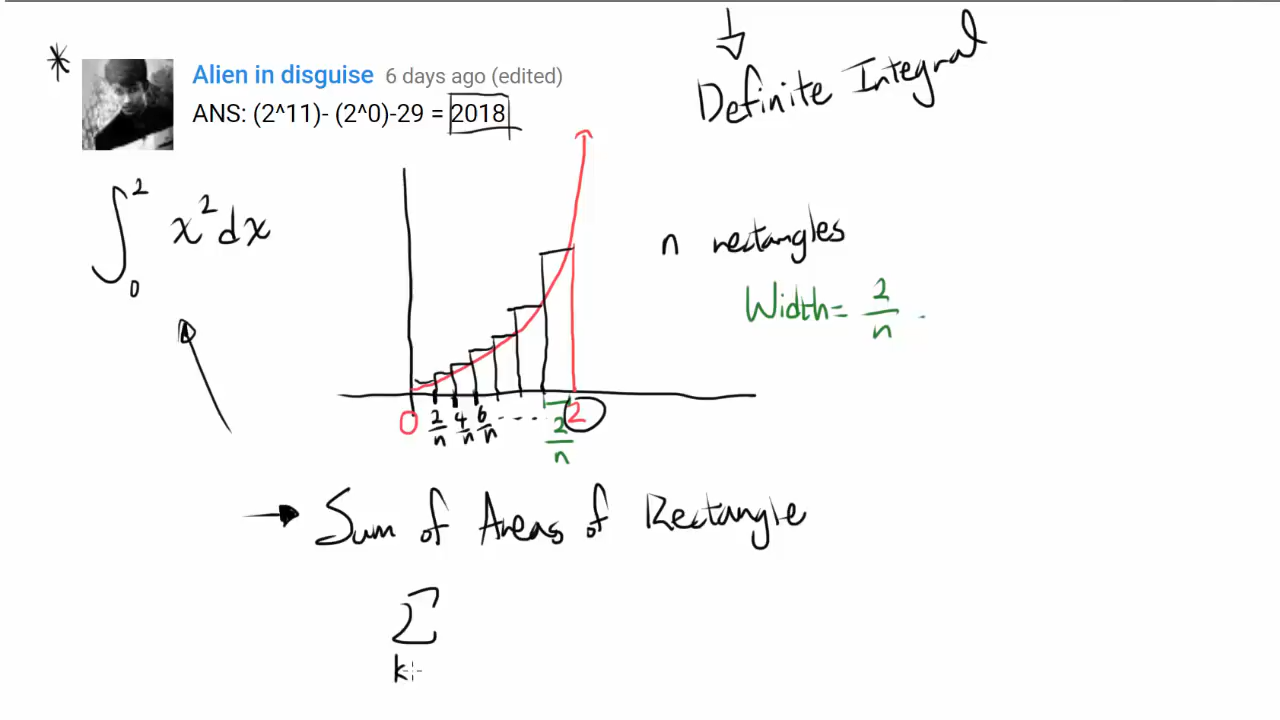 *
Alien in disguise 6 days ago (edited)
ANS: (2^11)- (2^0)-29 = 2018
Definite Integral
∫₀² x² dx
n rectangles
Width = 2/n
0 2/n 4/n 6/n ---- 2/n 2
→ Sum of Areas of Rectangle
Σ
k